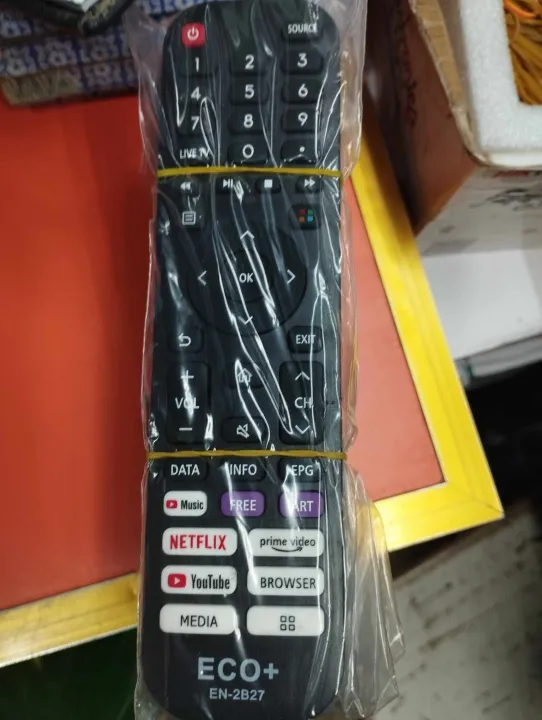 SOURCE
1 2 3
4 5 6
7 8 9
LIVE TV 0
OK
EXIT
+
VOL CH
−
DATA INFO EPG
Music FREE ART
NETFLIX prime video
YouTube BROWSER
MEDIA
ECO+
EN-2B27